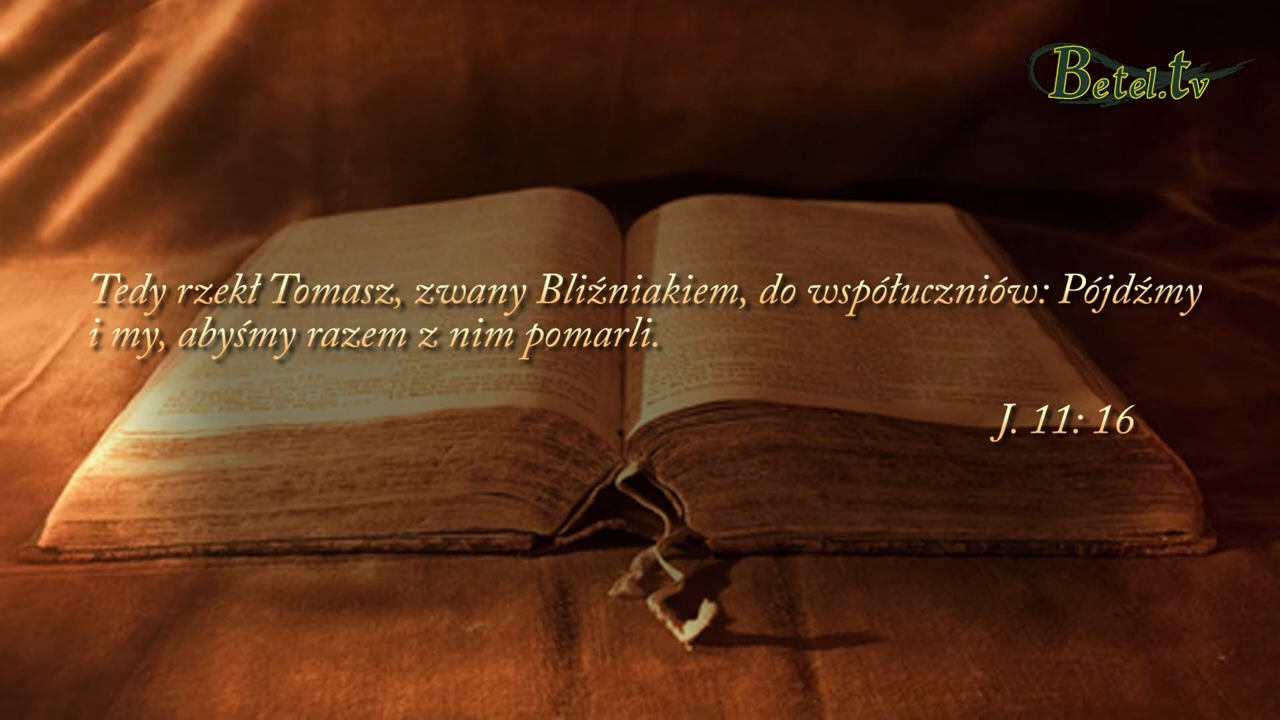 Betel.tv
Tedy rzekł Tomasz, zwany Bliźniakiem, do współuczniów: Pójdźmy
i my, abyśmy razem z nim pomarli.
J. 11: 16